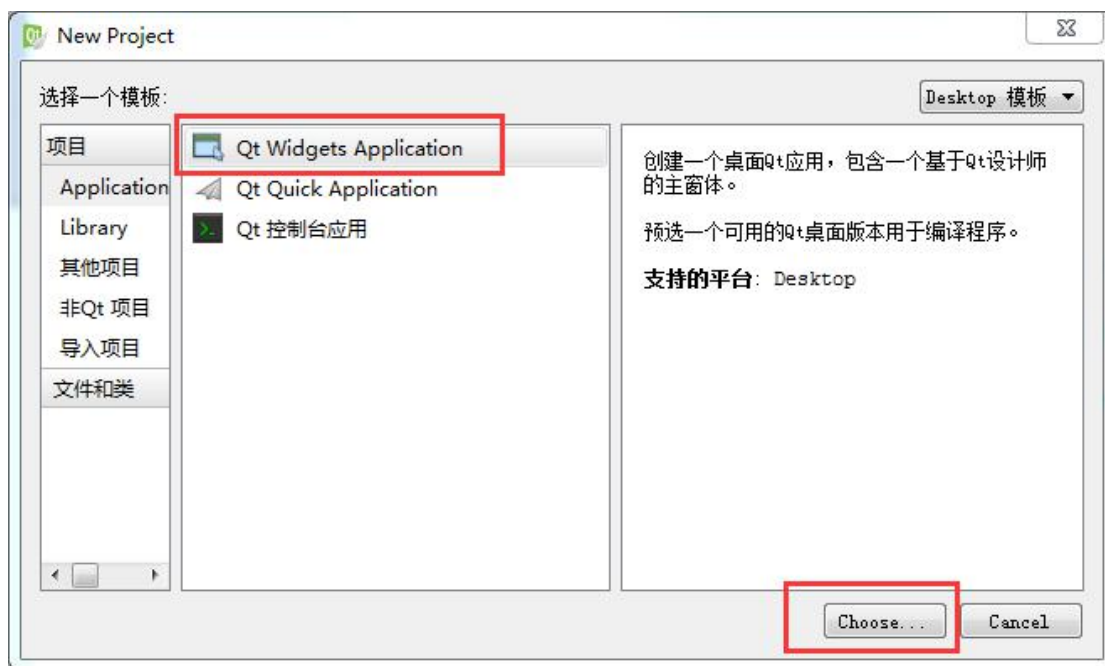 New Project
选择一个模板:
Desktop 模板
项目
Application
Library
其他项目
非Qt 项目
导入项目
文件和类
Qt Widgets Application
Qt Quick Application
Qt 控制台应用
创建一个桌面Qt应用，包含一个基于Qt设计师
的主窗体。
预选一个可用的Qt桌面版本用于编译程序。
支持的平台: Desktop
Choose...
Cancel